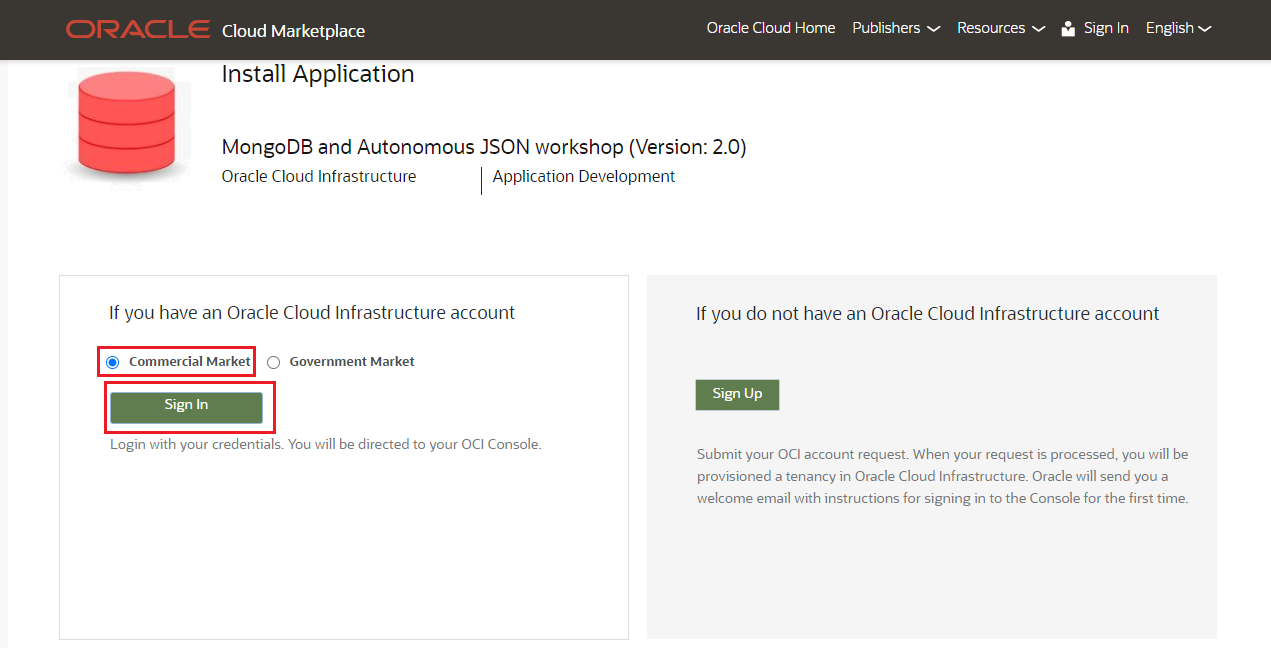 ORACLE Cloud Marketplace Oracle Cloud Home Publishers Resources Sign In English
Install Application
MongoDB and Autonomous JSON workshop (Version: 2.0)
Oracle Cloud Infrastructure Application Development
If you have an Oracle Cloud Infrastructure account
Commercial Market Government Market
Sign In
Login with your credentials. You will be directed to your OCI Console.
If you do not have an Oracle Cloud Infrastructure account
Sign Up
Submit your OCI account request. When your request is processed, you will be
provisioned a tenancy in Oracle Cloud Infrastructure. Oracle will send you a
welcome email with instructions for signing in to the Console for the first time.